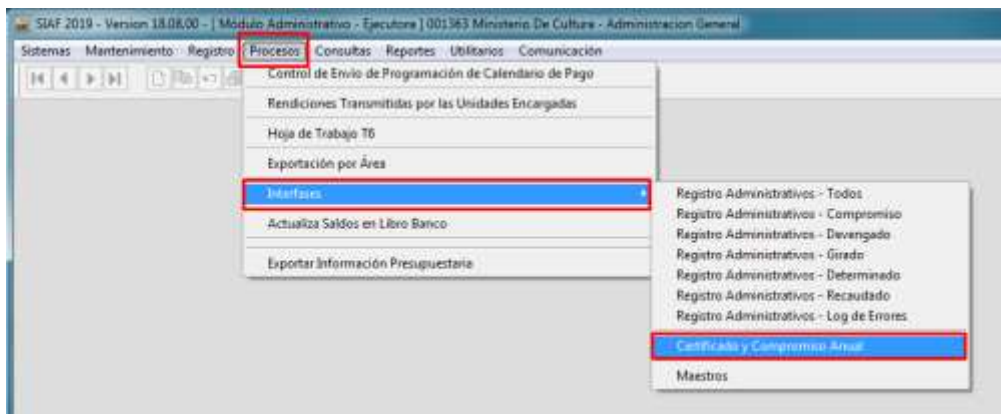 SIAF 2019 - Version 18.08.00 - [ Módulo Administrativo - Ejecutora ] 001363 Ministerio De Cultura - Administracion General
Sistemas Mantenimiento Registro Procesos Consultas Reportes Utilitarios Comunicación
Control de Envío de Programación de Calendario de Pago
Rendiciones Transmitidas por las Unidades Encargadas
Hoja de Trabajo T6
Exportación por Área
Interfases
Registro Administrativos - Todos
Registro Administrativos - Compromiso
Actualiza Saldos en Libro Banco
Registro Administrativos - Devengado
Registro Administrativos - Girado
Exportar Información Presupuestaria
Registro Administrativos - Determinado
Registro Administrativos - Recaudado
Registro Administrativos - Log de Errores
Certificado y Compromiso Anual
Maestros